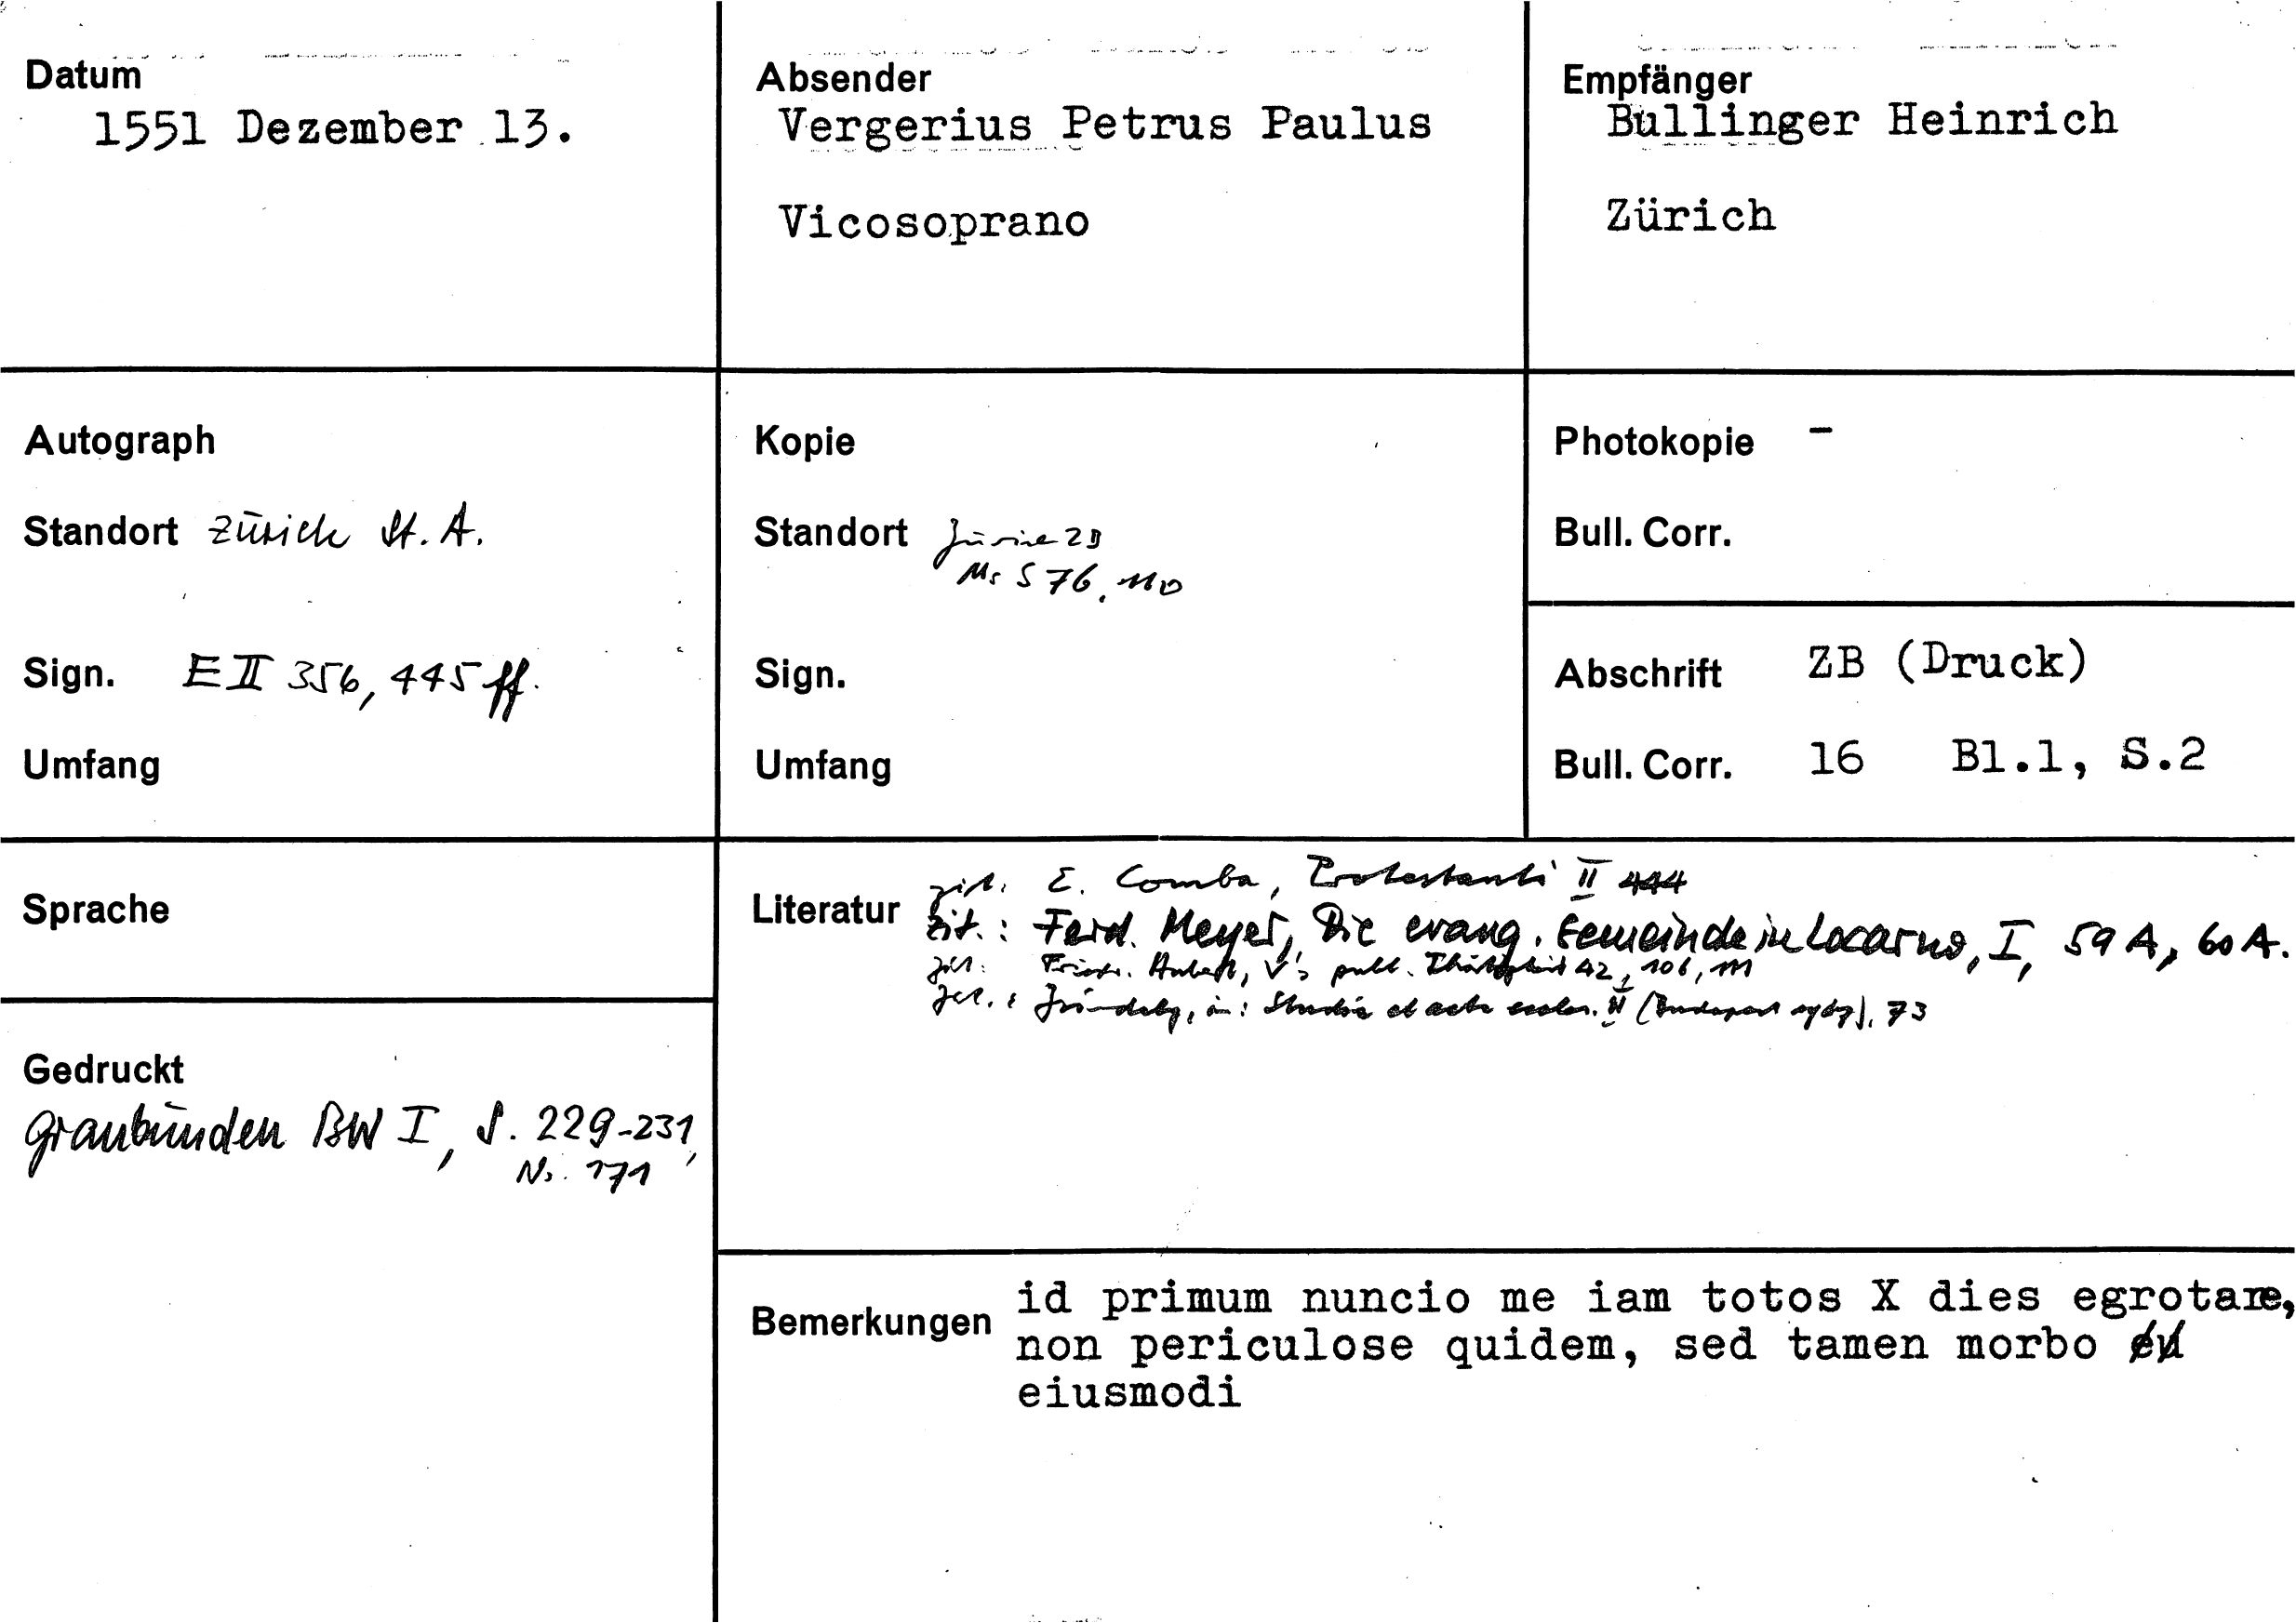 Datum
1551 Dezember 13.
Absender
Vergerius Petrus Paulus
Vicosoprano
Empfänger
Bullinger Heinrich
Zürich
Autograph
Standort Zürich St. A.
Sign. E II 356, 445 ff.
Umfang
Kopie
Standort Zürich ZB
Ms S 76, 110
Sign.
Umfang
Photokopie -
Bull. Corr.
Abschrift ZB (Druck)
Bull. Corr. 16 Bl.1, S.2
Sprache
Gedruckt
Graubünden BW I, S. 229-231,
Nr. 171
Literatur zit. E. Comba, Protestanti II 444
zit.: Ferd. Meyer, Die evang. Gemeinde in Locarno, I, 59 A, 60 A.
zit. Friedr. Hubert, V's publ. Thätigkeit 42, 106, 111
zit.: in: Studia et acta eccles. II (Budapest 1967), 73
Bemerkungen id primum nuncio me iam totos X dies egrotare,
non periculose quidem, sed tamen morbo
eiusmodi